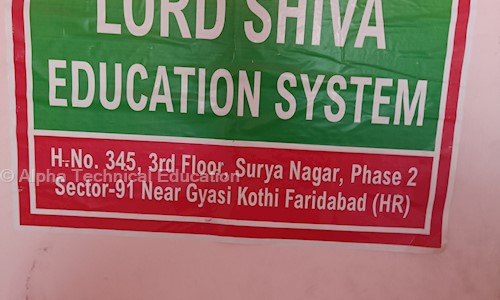 LORD SHIVA
EDUCATION SYSTEM
H.No. 345, 3rd Floor, Surya Nagar, Phase 2
© Alpha Technical Education
Sector-91 Near Gyasi Kothi Faridabad (HR)